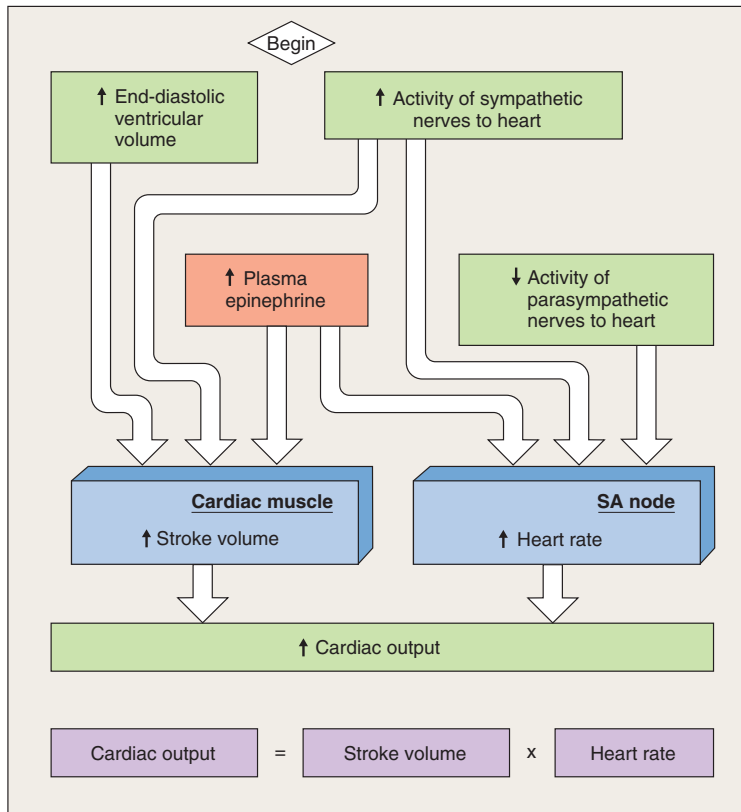 Begin
↑ End-diastolic
ventricular
volume
↑ Activity of sympathetic
nerves to heart
↑ Plasma
epinephrine
↓ Activity of
parasympathetic
nerves to heart
Cardiac muscle
↑ Stroke volume
SA node
↑ Heart rate
↑ Cardiac output
Cardiac output = Stroke volume x Heart rate